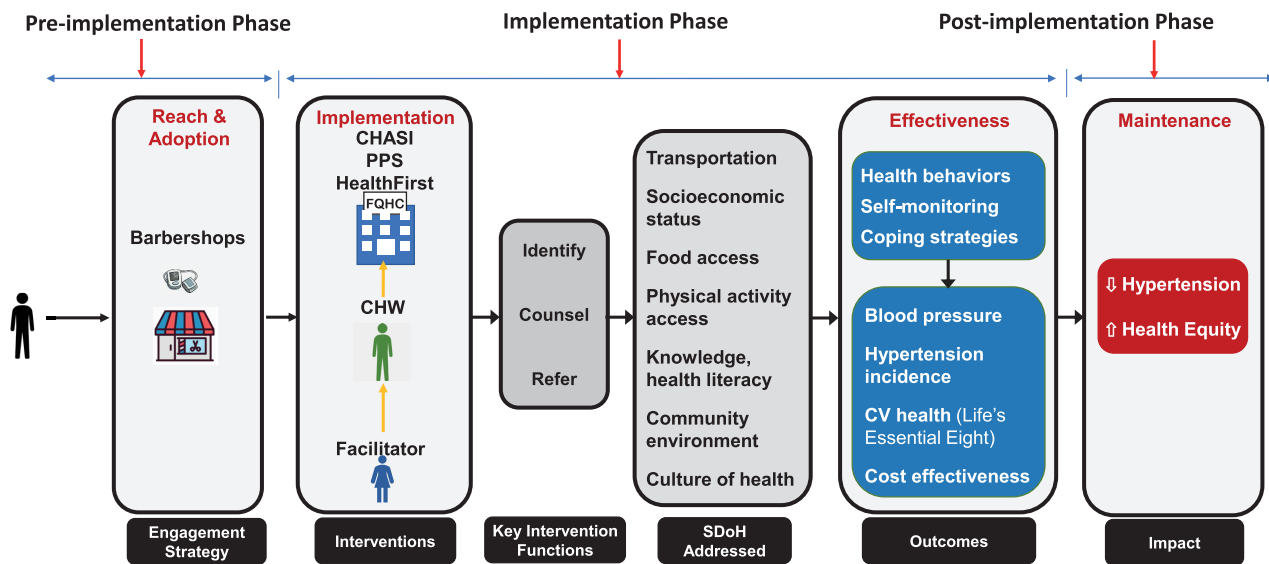 Pre-implementation Phase
Implementation Phase
Post-implementation Phase
Reach &
Adoption
Barbershops
Engagement
Strategy
Implementation
CHASI
PPS
HealthFirst
FQHC
CHW
Facilitator
Interventions
Identify
Counsel
Refer
Key Intervention
Functions
Transportation
Socioeconomic
status
Food access
Physical activity
access
Knowledge,
health literacy
Community
environment
Culture of health
SDoH
Addressed
Effectiveness
Health behaviors
Self-monitoring
Coping strategies
Blood pressure
Hypertension
incidence
CV health (Life's
Essential Eight)
Cost effectiveness
Outcomes
Maintenance
⇩ Hypertension
⇧ Health Equity
Impact